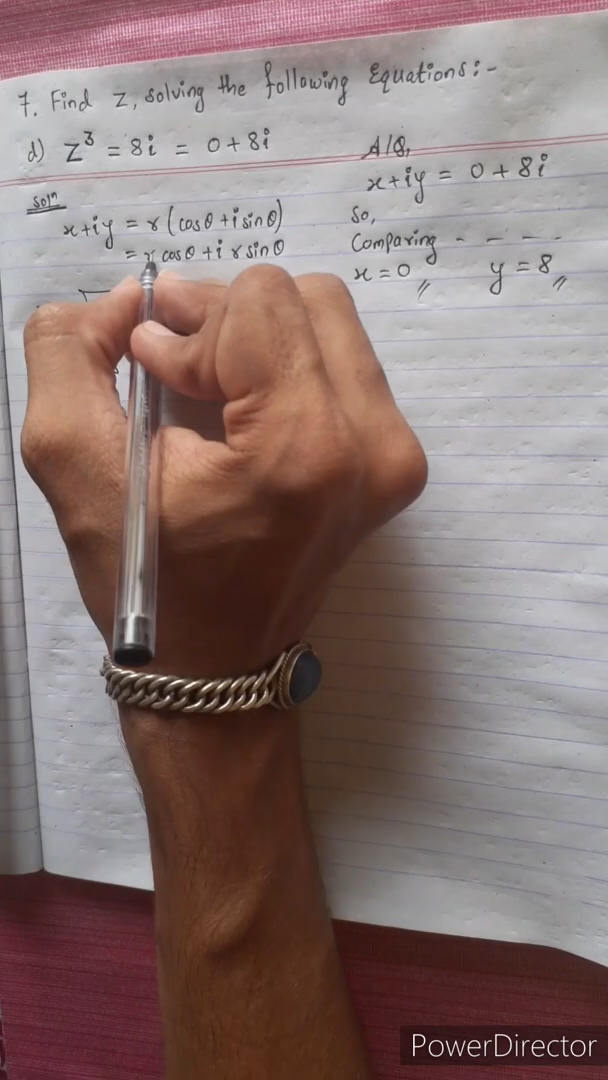 7. Find z, solving the following Equations:-
d) z³ = 8i = 0+8i
Solⁿ
x+iy = r(cosθ+isinθ)
= r cosθ+i r sinθ
A/Q,
x+iy = 0+8i
So,
Comparing - - - -
x=0 〃 y=8 〃
PowerDirector